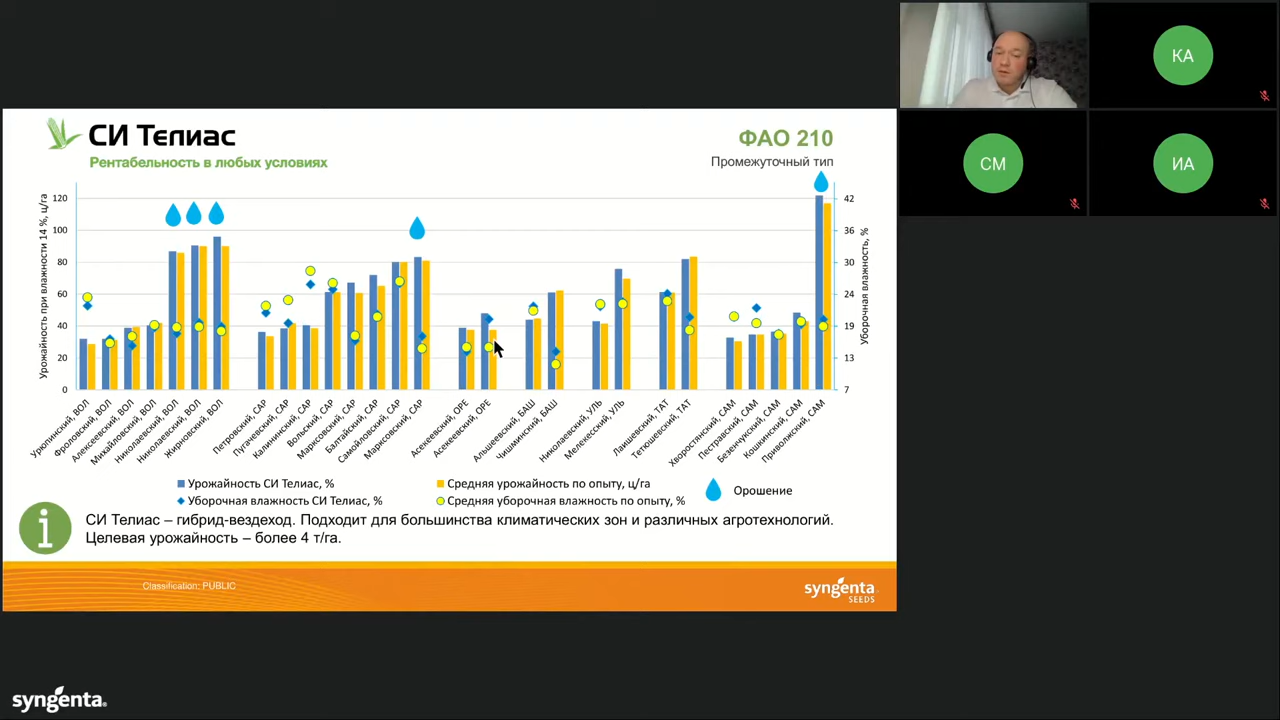 КА
СМ
ИА
СИ Телиас
Рентабельность в любых условиях
ФАО 210
Промежуточный тип
Урожайность при влажности 14 %, ц/га
120
100
80
60
40
20
0
42
36
30
24
19
13
7
Уборочная влажность, %
Урюпинский, ВОЛ
Фроловский, ВОЛ
Алексеевский, ВОЛ
Михайловский, ВОЛ
Николаевский, ВОЛ
Николаевский, ВОЛ
Жирновский, ВОЛ
Петровский, САР
Пугачевский, САР
Калининский, САР
Вольский, САР
Марксовский, САР
Балтайский, САР
Самойловский, САР
Марксовский, САР
Асекеевский, ОРЕ
Асекеевский, ОРЕ
Альшеевский, БАШ
Чишминский, БАШ
Николаевский, УЛЬ
Мелекесский, УЛЬ
Лаишевский, ТАТ
Тетюшевский, ТАТ
Хворостянский, САМ
Пестравский, САМ
Безенчукский, САМ
Кошкинский, САМ
Приволжский, САМ
Урожайность СИ Телиас, %
Средняя урожайность по опыту, ц/га
Уборочная влажность СИ Телиас, %
Средняя уборочная влажность по опыту, %
Орошение
СИ Телиас – гибрид-вездеход. Подходит для большинства климатических зон и различных агротехнологий.
Целевая урожайность – более 4 т/га.
Classification: PUBLIC
syngenta
SEEDS
syngenta